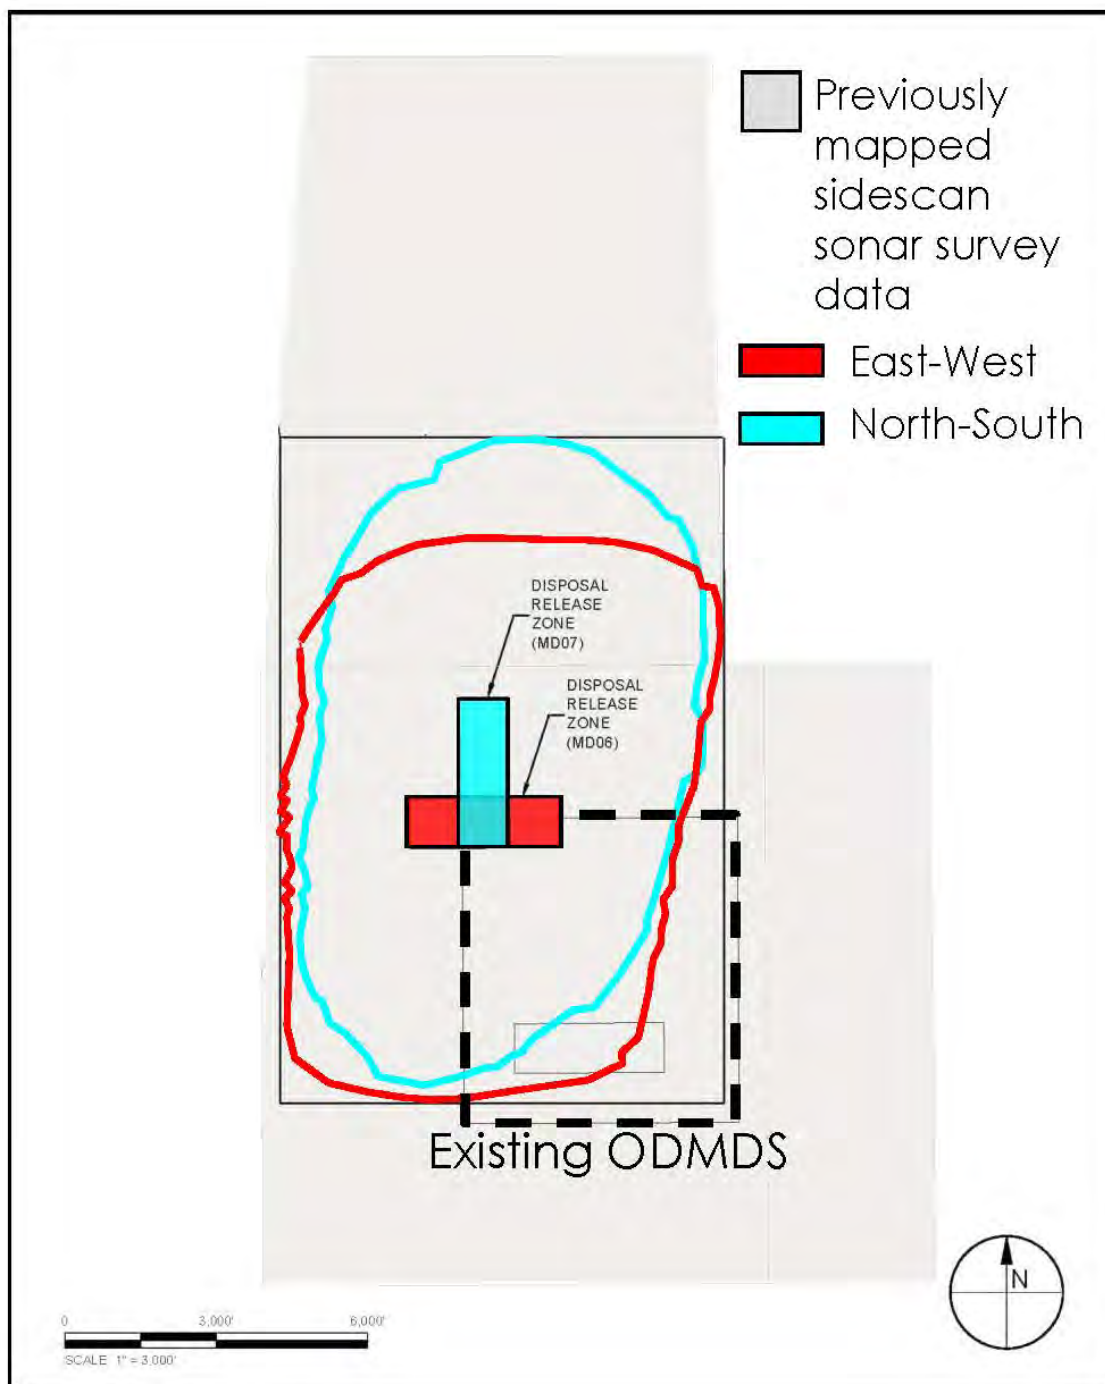 Previously
mapped
sidescan
sonar survey
data
East-West
North-South
DISPOSAL
RELEASE
ZONE
(MD07)
DISPOSAL
RELEASE
ZONE
(MD06)
Existing ODMDS
N
0 3,000' 6,000'
SCALE 1" = 3,000'